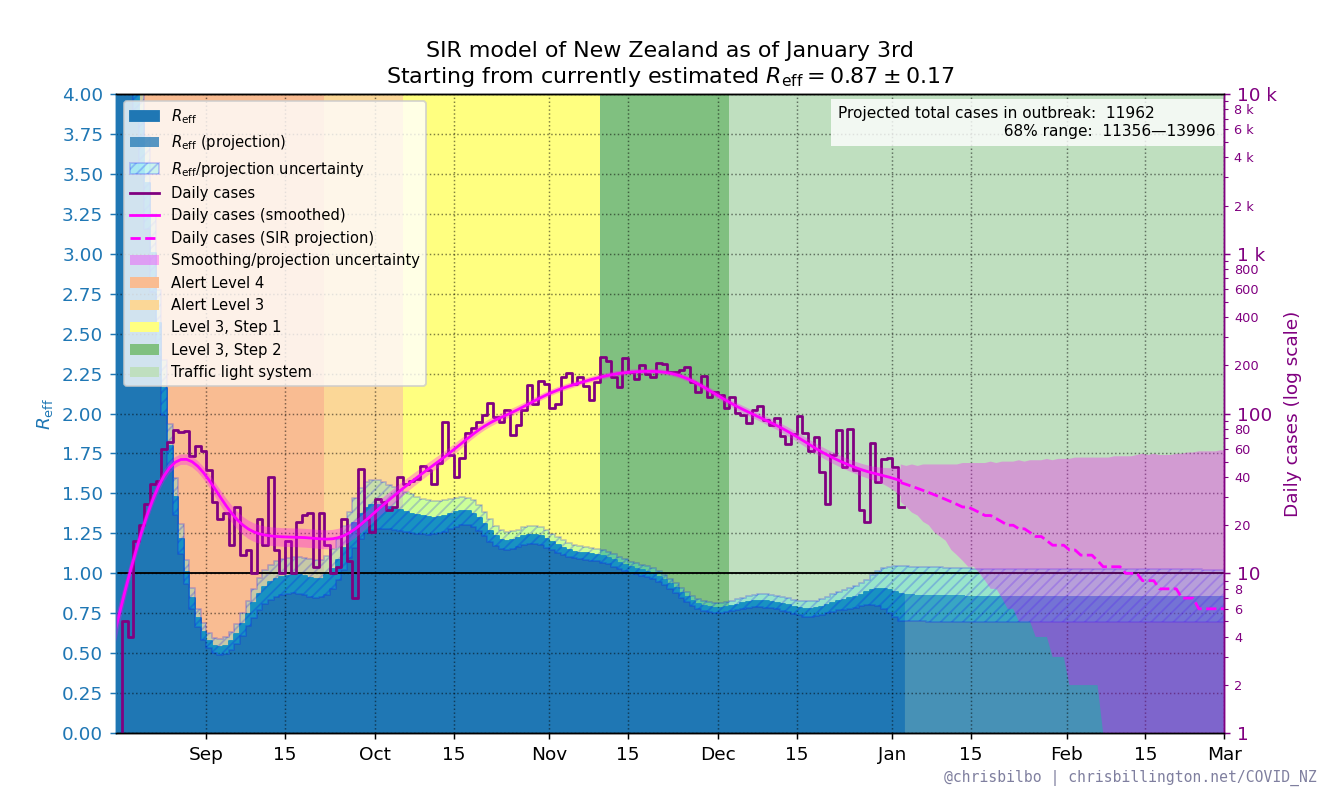 SIR model of New Zealand as of January 3rd
Starting from currently estimated R_eff = 0.87 ± 0.17
Projected total cases in outbreak: 11962
68% range: 11356—13996
R_eff
R_eff (projection)
R_eff/projection uncertainty
Daily cases
Daily cases (smoothed)
Daily cases (SIR projection)
Smoothing/projection uncertainty
Alert Level 4
Alert Level 3
Level 3, Step 1
Level 3, Step 2
Traffic light system
R_eff
4.00
3.75
3.50
3.25
3.00
2.75
2.50
2.25
2.00
1.75
1.50
1.25
1.00
0.75
0.50
0.25
0.00
10 k
8 k
6 k
4 k
2 k
1 k
800
600
400
200
100
80
60
40
20
10
8
6
4
2
1
Daily cases (log scale)
Sep 15 Oct 15 Nov 15 Dec 15 Jan 15 Feb 15 Mar
@chrisbilbo | chrisbillington.net/COVID_NZ